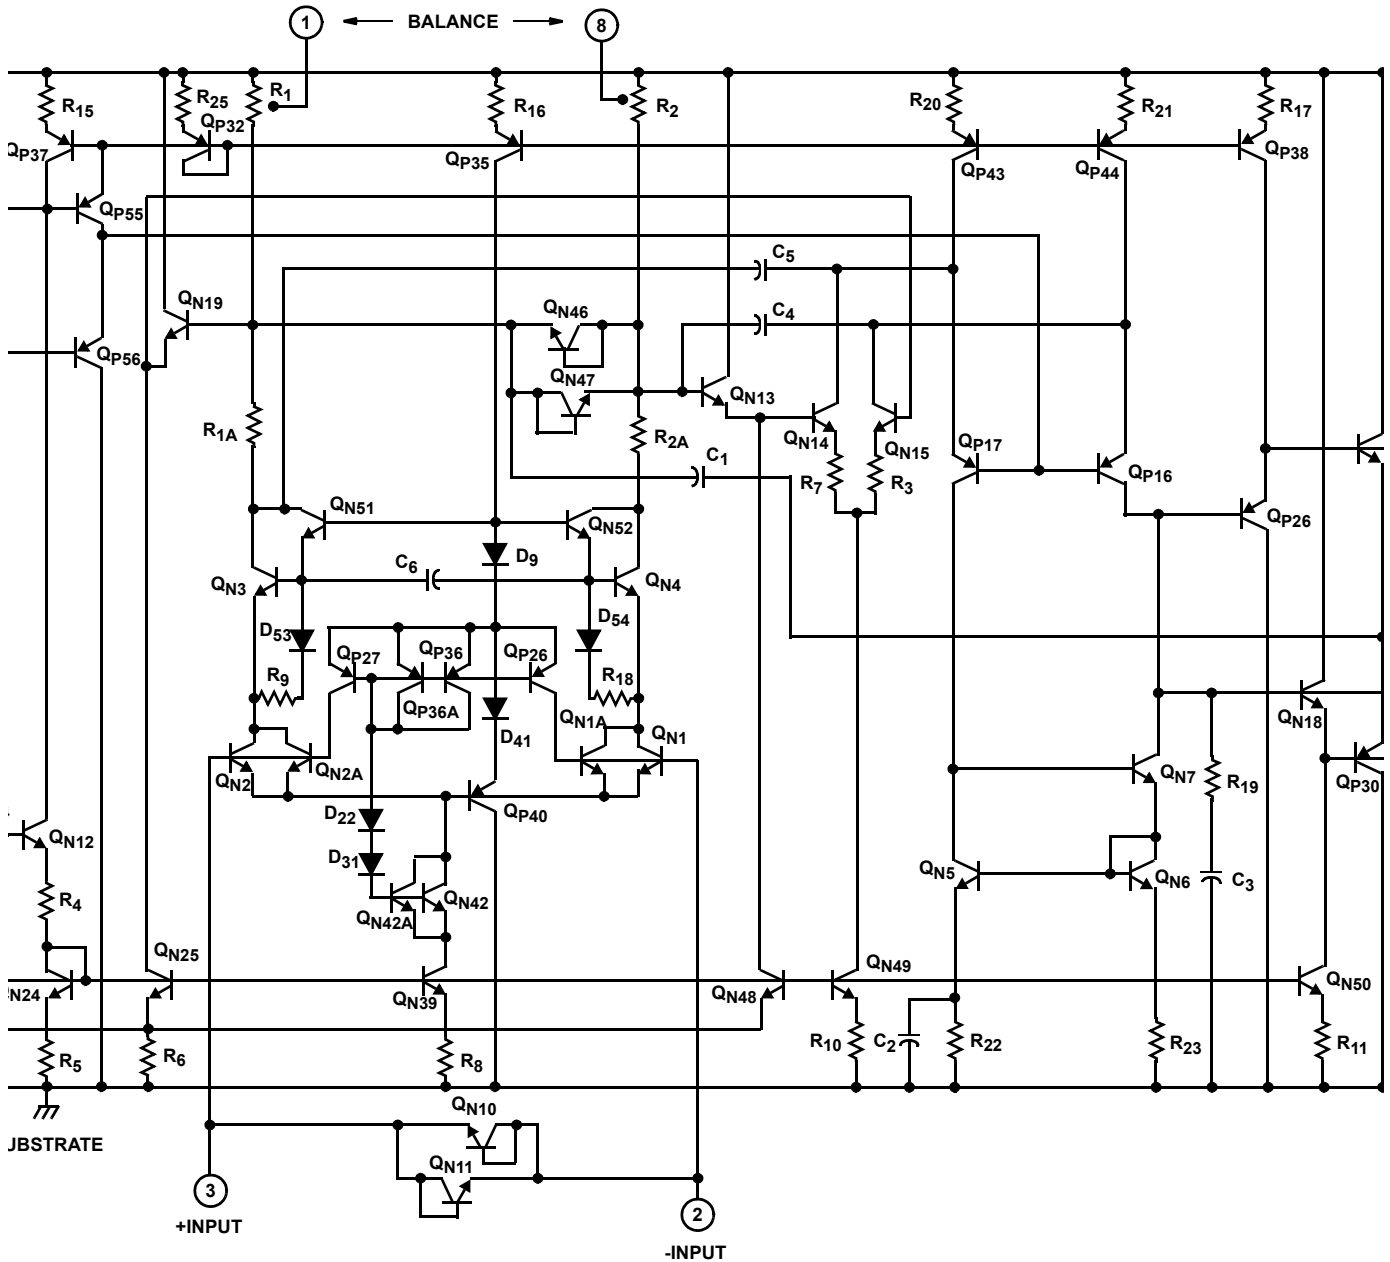 1 BALANCE 8
R15 R25 R1 R16 R2 R20 R21 R17
QP37 QP32 QP35 QP43 QP44 QP38
QP55
C5
QN19 QN46 C4
QP56 QN47 QN13
R1A R2A QN14 QN15 QP17 QP16
C1 R7 R3
QN51 QN52 QP26
C6 D9
QN3 QN4
D53 D54
QP27 QP36 QP26
R9 R18
QP36A QN1A QN18
D41 QN1
QN2 QN2A QN7 R19 QP30
D22 QP40
QN12
D31 QN5 QN6 C3
R4 QN42
QN42A
QN25 QN49
N24 QN39 QN48 QN50
R5 R6 R8 R10 C2 R22 R23 R11
QN10
UBSTRATE
QN11
3 2
+INPUT
-INPUT